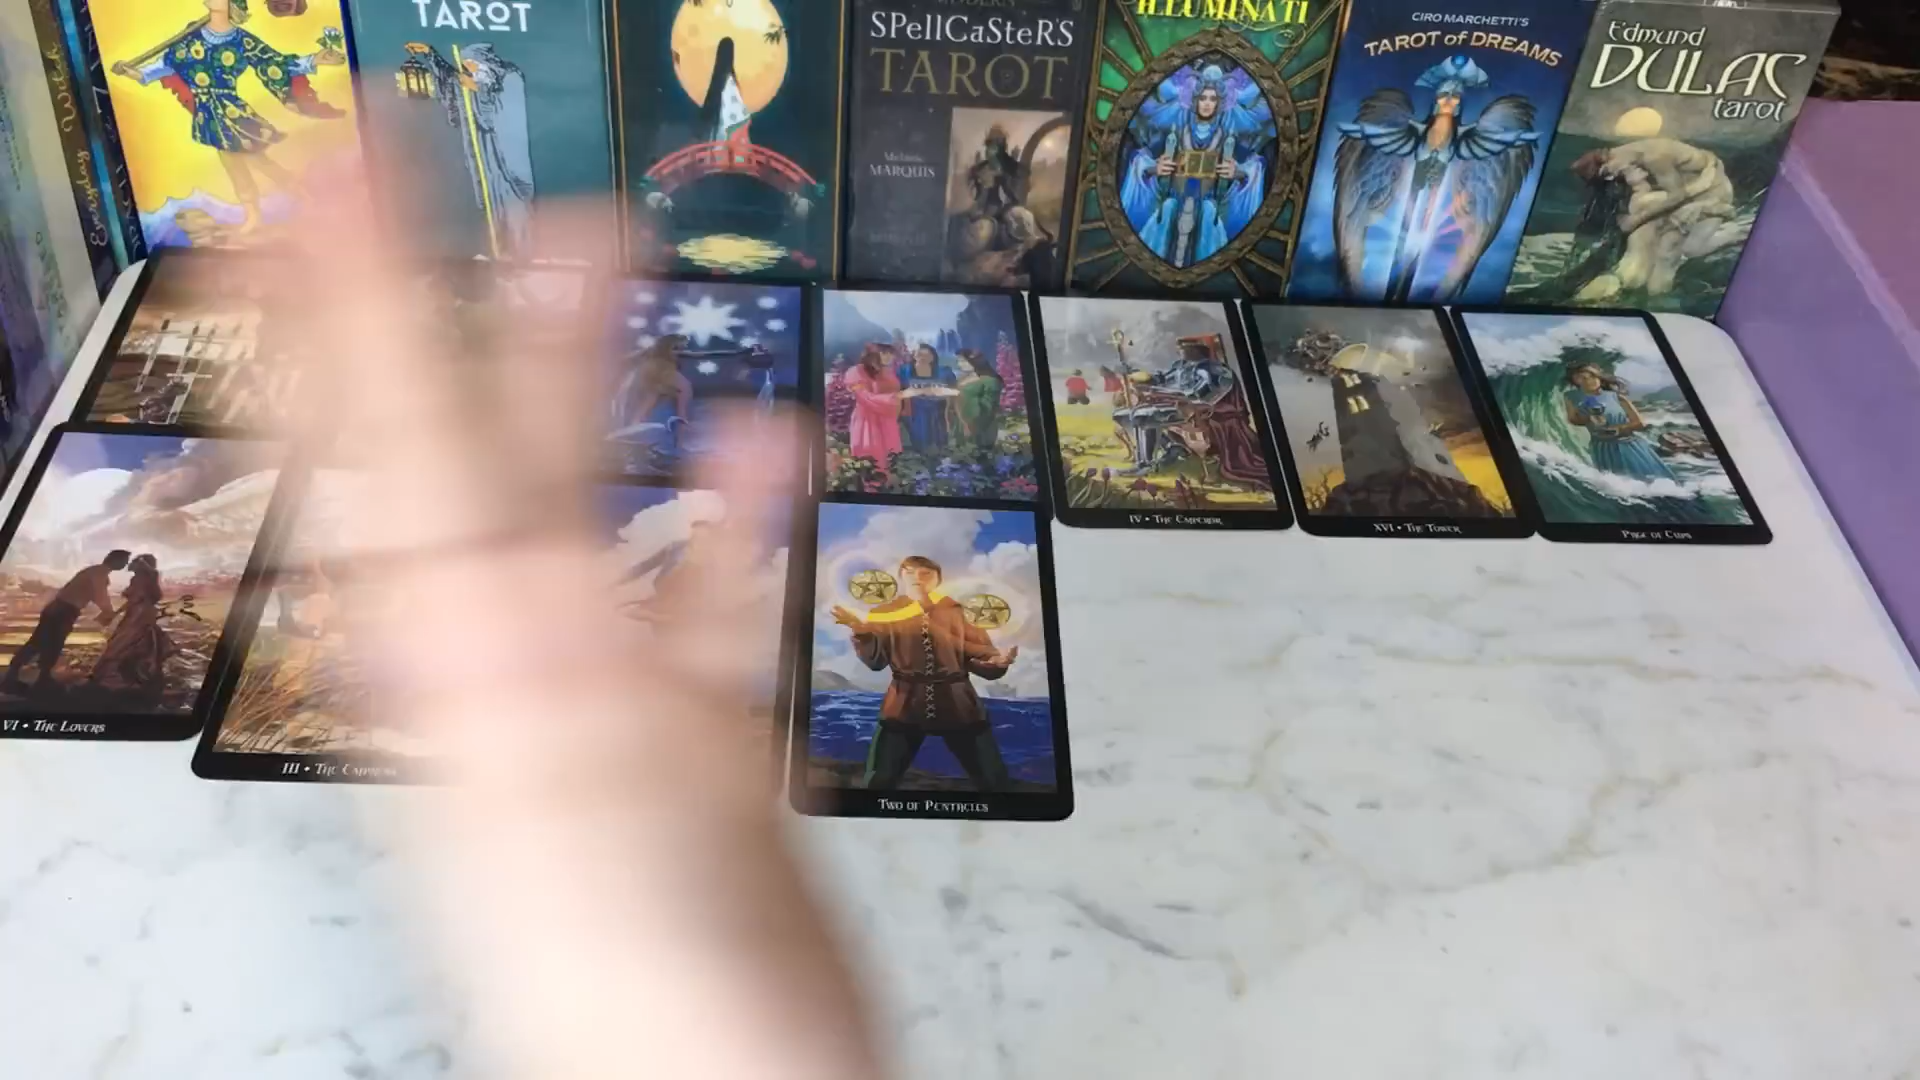 Everyday Witch
TAROT
SPellCaSteRS
TAROT
Melanie
MARQUIS
ILLUMINATI
CIRO MARCHETTI'S
TAROT of DREAMS
Edmund
DULAC
tarot
IV • The Emperor
XVI • The Tower
Page of Cups
VI • The Lovers
III • The Empress
Two of Pentacles